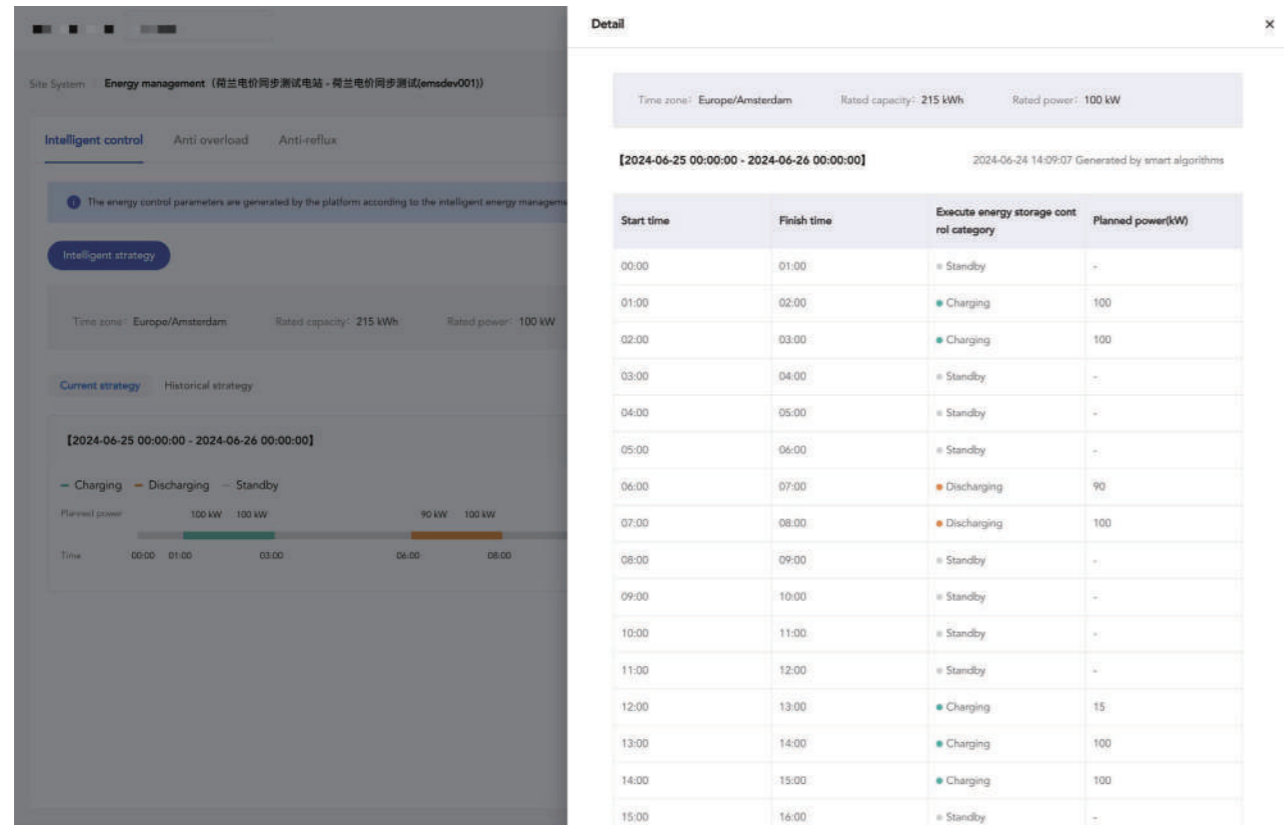 Site System Energy management（荷兰电价同步测试电站 - 荷兰电价同步测试(emsdev001)）
Intelligent control Anti overload Anti-reflux
The energy control parameters are generated by the platform according to the intelligent energy manageme
Intelligent strategy
Time zone: Europe/Amsterdam Rated capacity: 215 kWh Rated power: 100 kW
Current strategy Historical strategy
【2024-06-25 00:00:00 - 2024-06-26 00:00:00】
Charging Discharging Standby
Planned power 100 kW 100 kW 90 kW 100 kW
Time 00:00 01:00 03:00 06:00 08:00
Detail ×
Time zone: Europe/Amsterdam Rated capacity: 215 kWh Rated power: 100 kW
【2024-06-25 00:00:00 - 2024-06-26 00:00:00】 2024-06-24 14:09:07 Generated by smart algorithms
Start time Finish time Execute energy storage cont
rol category Planned power(kW)
00:00 01:00 Standby -
01:00 02:00 Charging 100
02:00 03:00 Charging 100
03:00 04:00 Standby -
04:00 05:00 Standby -
05:00 06:00 Standby -
06:00 07:00 Discharging 90
07:00 08:00 Discharging 100
08:00 09:00 Standby -
09:00 10:00 Standby -
10:00 11:00 Standby -
11:00 12:00 Standby -
12:00 13:00 Charging 15
13:00 14:00 Charging 100
14:00 15:00 Charging 100
15:00 16:00 Standby -